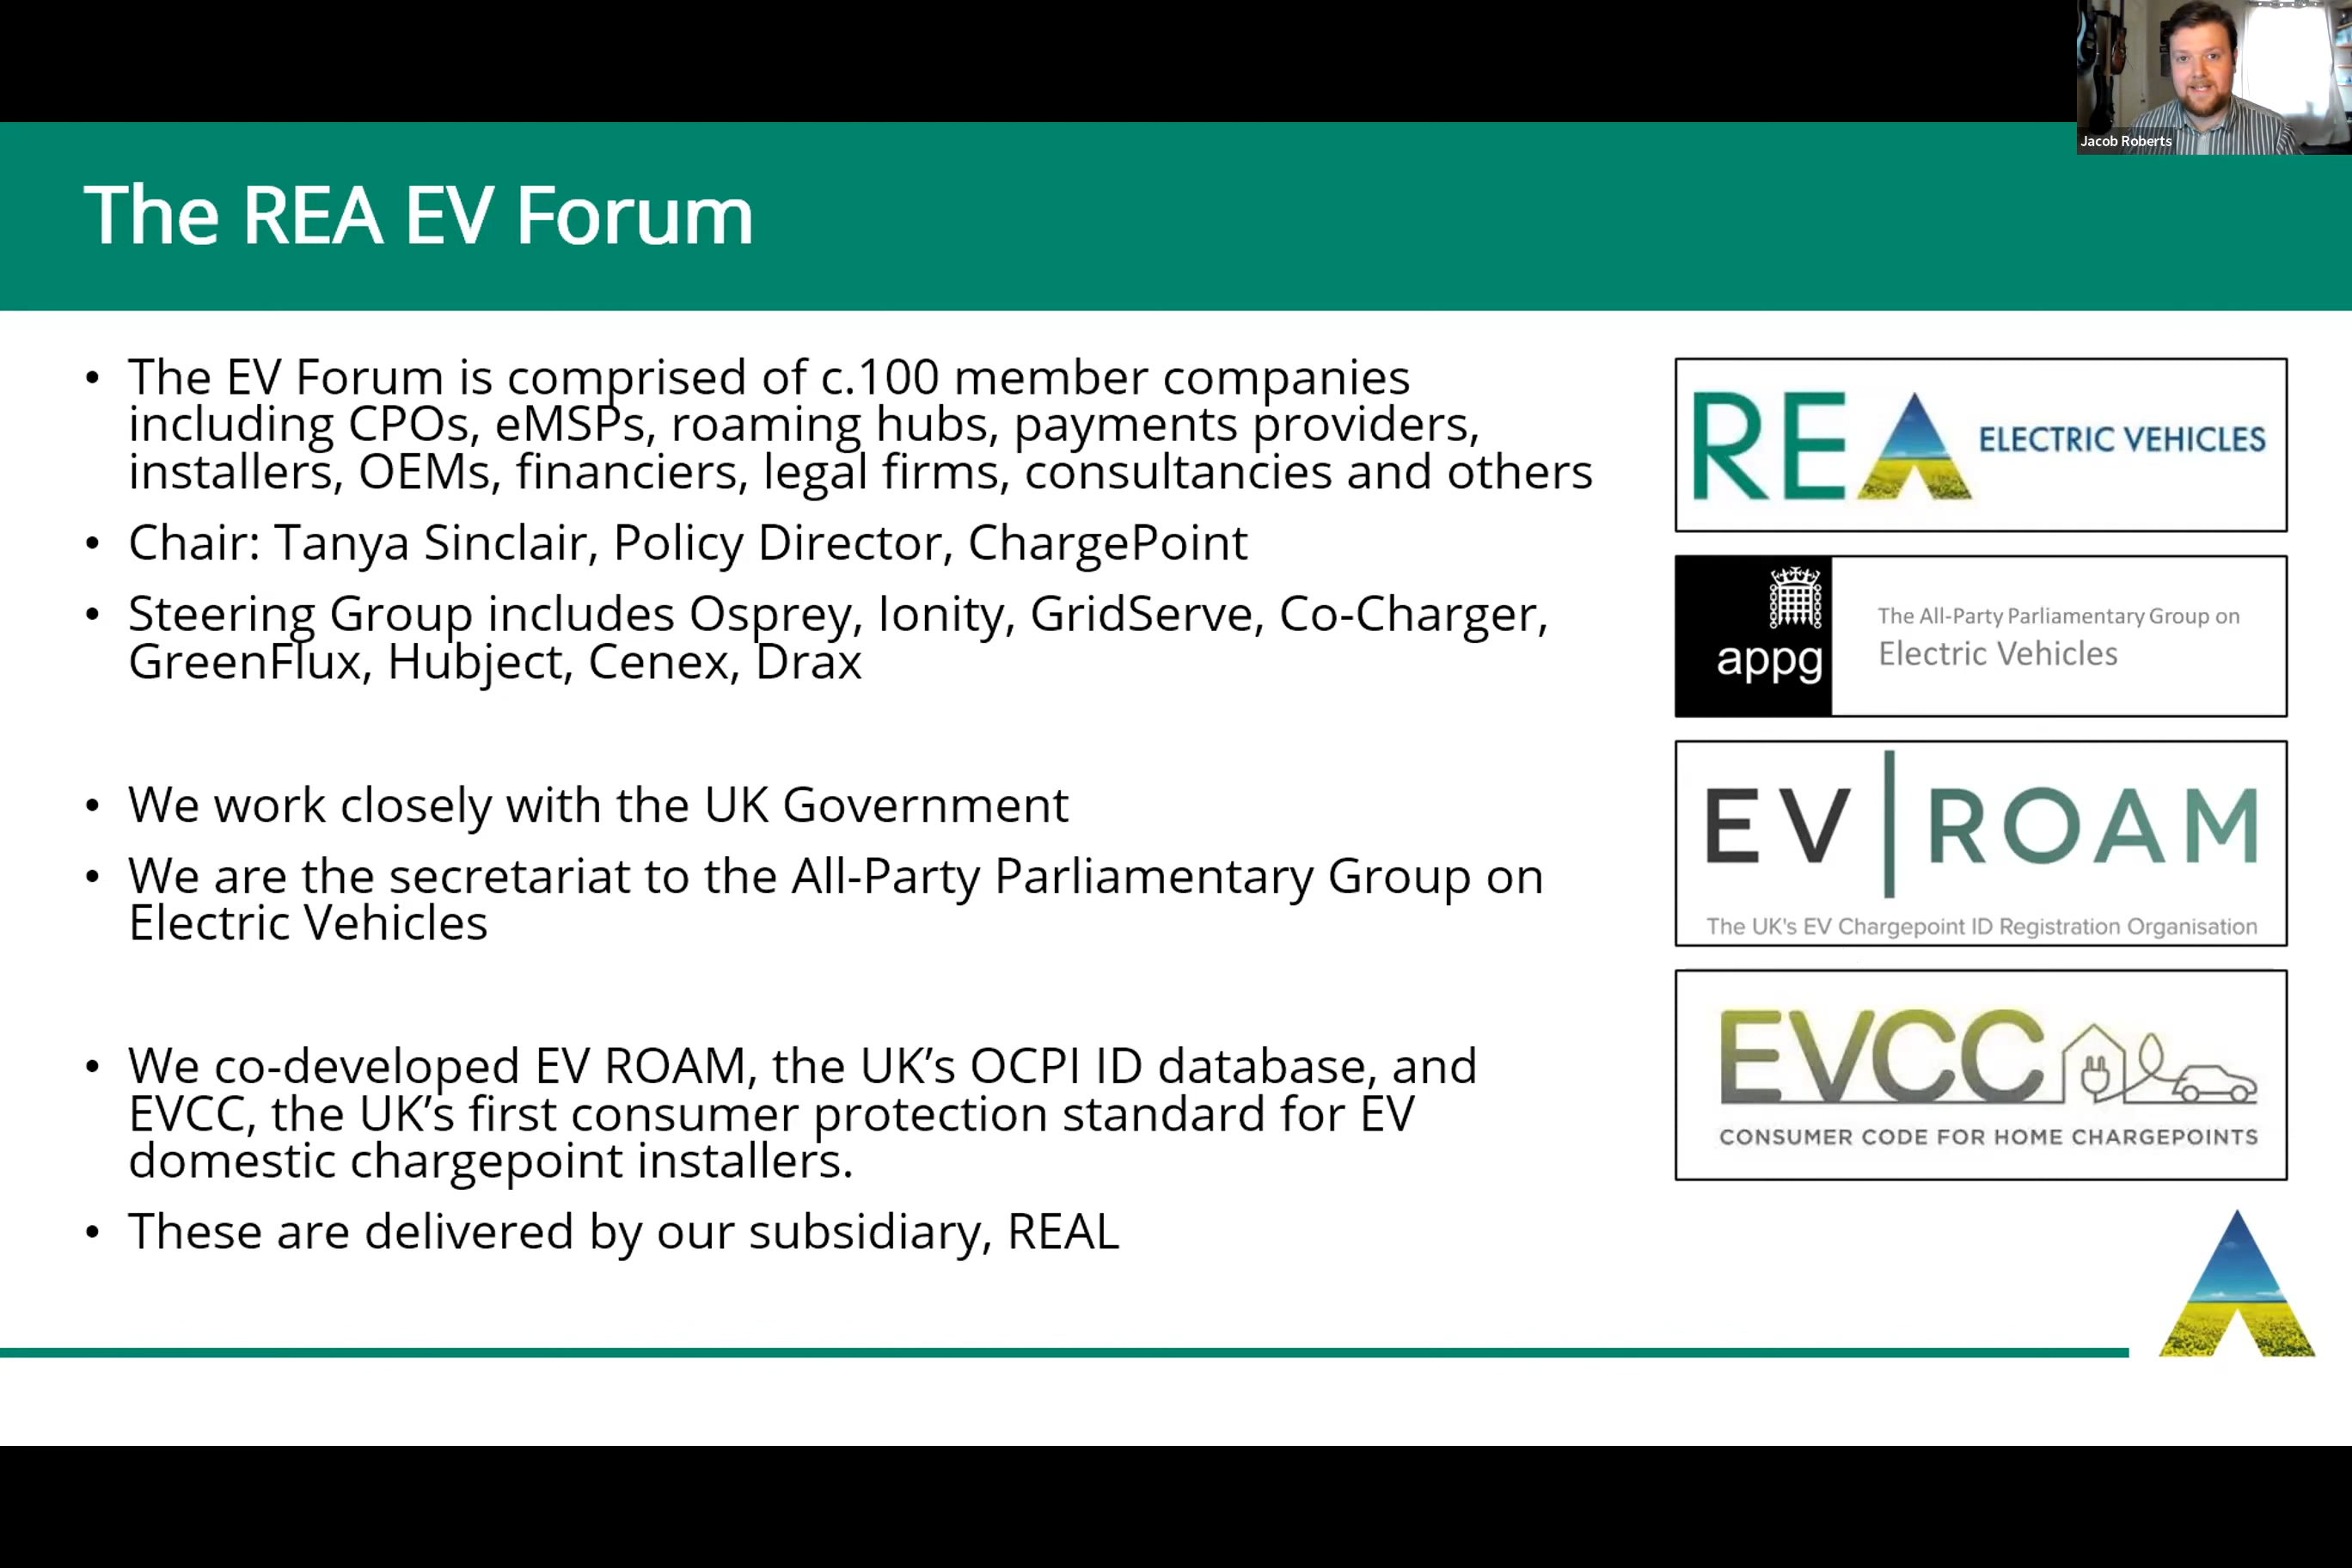 Jacob Roberts
The REA EV Forum
• The EV Forum is comprised of c.100 member companies
including CPOs, eMSPs, roaming hubs, payments providers,
installers, OEMs, financiers, legal firms, consultancies and others
• Chair: Tanya Sinclair, Policy Director, ChargePoint
• Steering Group includes Osprey, Ionity, GridServe, Co-Charger,
GreenFlux, Hubject, Cenex, Drax
• We work closely with the UK Government
• We are the secretariat to the All-Party Parliamentary Group on
Electric Vehicles
• We co-developed EV ROAM, the UK’s OCPI ID database, and
EVCC, the UK’s first consumer protection standard for EV
domestic chargepoint installers.
• These are delivered by our subsidiary, REAL
REA ELECTRIC VEHICLES
appg
The All-Party Parliamentary Group on
Electric Vehicles
EV | ROAM
The UK's EV Chargepoint ID Registration Organisation
EVCC
CONSUMER CODE FOR HOME CHARGEPOINTS